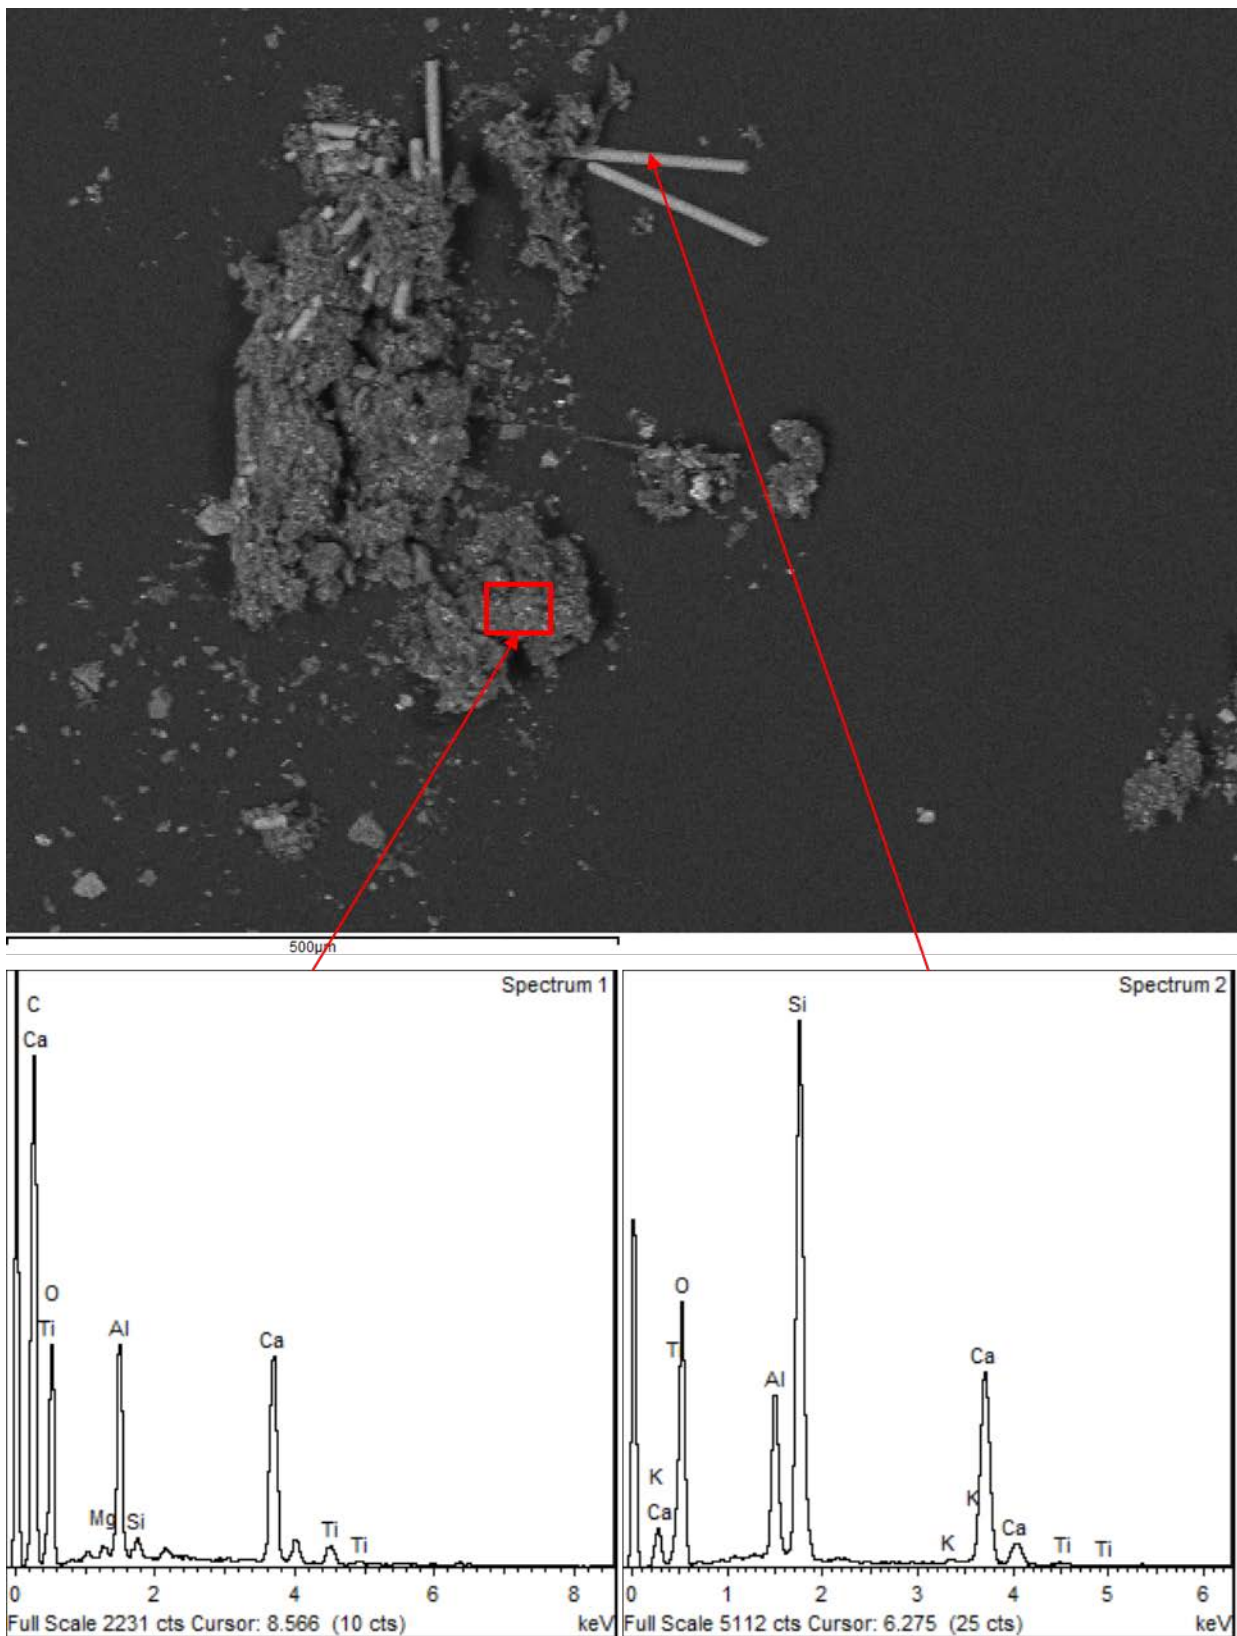 500µm
Spectrum 1
C
Ca
O
Ti
Al
Mg
Si
Ca
Ti
Ti
0 2 4 6 8
Full Scale 2231 cts Cursor: 8.566 (10 cts) keV
Spectrum 2
Si
O
Ti
Al
Ca
K
Ca
K
K
Ca
Ti
Ti
0 1 2 3 4 5 6
Full Scale 5112 cts Cursor: 6.275 (25 cts) keV